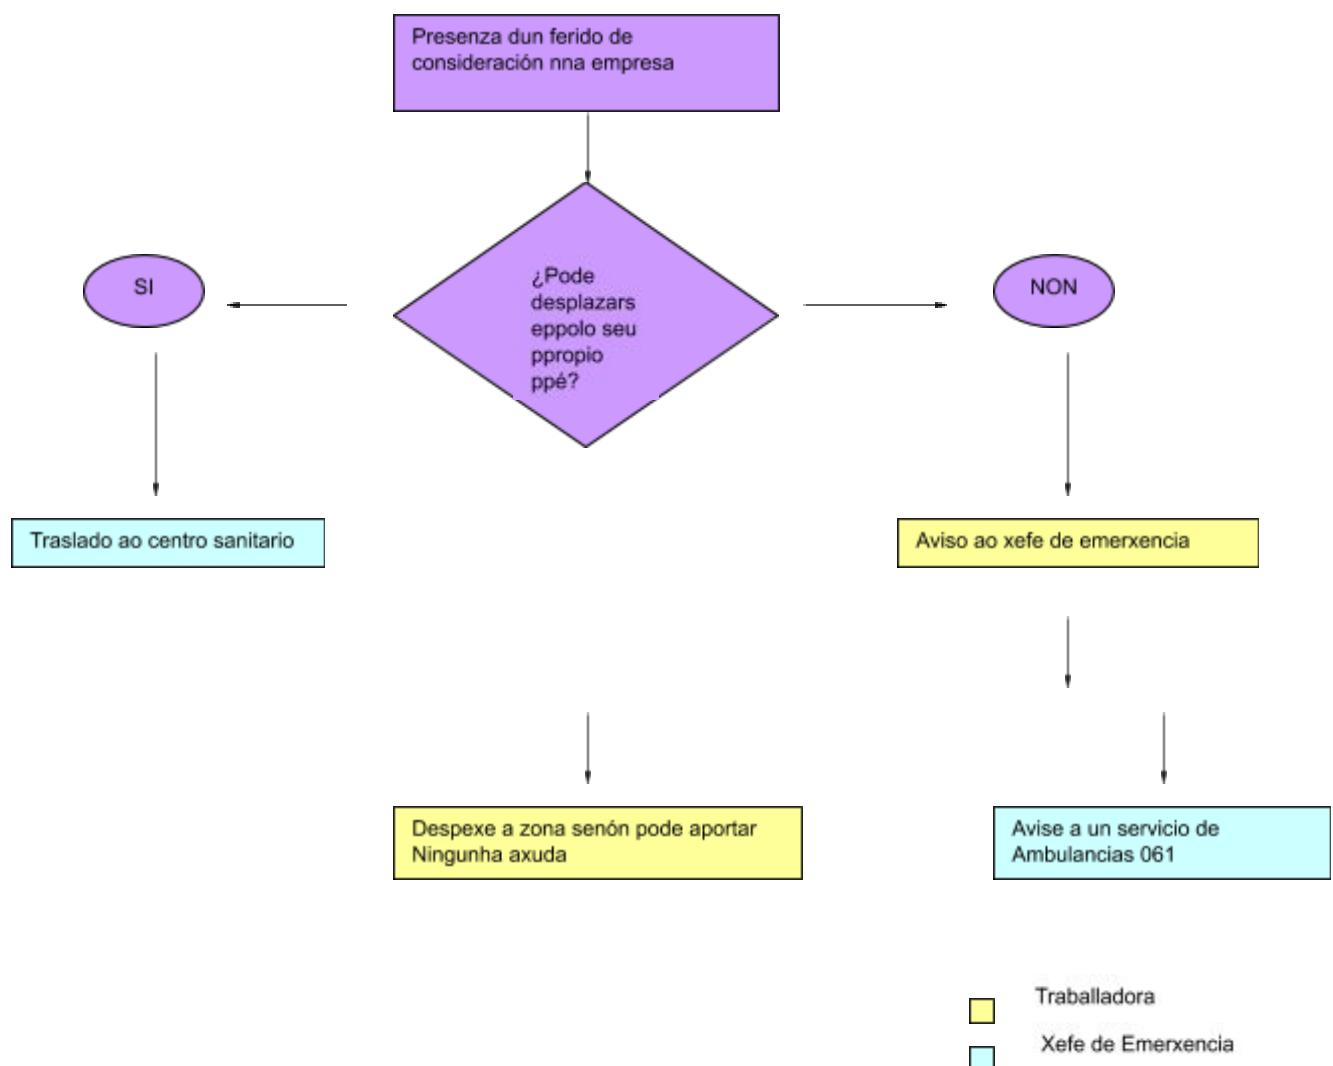 Presenza dun ferido de
consideración nna empresa
¿Pode
desplazars
eppolo seu
ppropio
ppé?
SI
NON
Traslado ao centro sanitario
Aviso ao xefe de emerxencia
Despexe a zona senón pode aportar
Ningunha axuda
Avise a un servicio de
Ambulancias 061
Traballadora
Xefe de Emerxencia